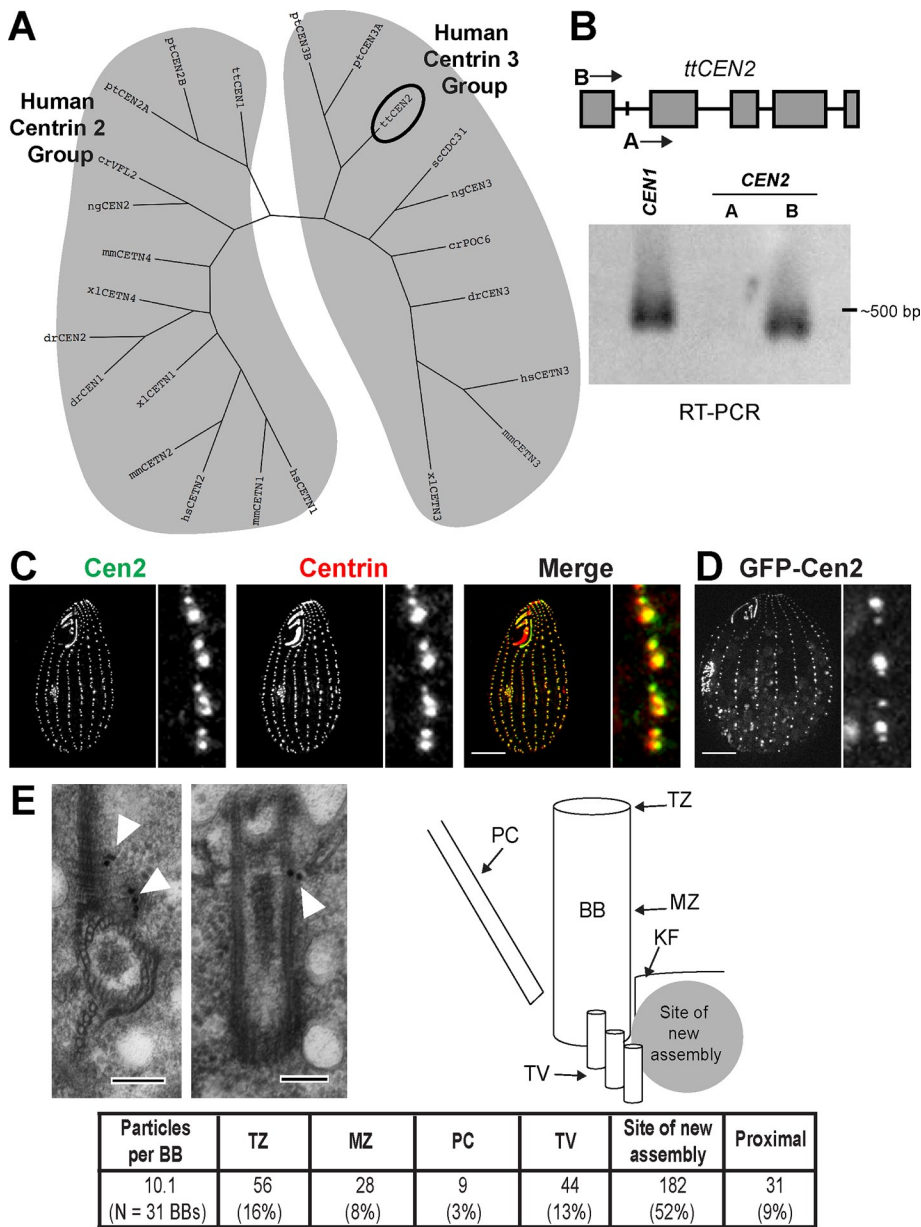 A
Human
Centrin 2
Group
Human
Centrin 3
Group
ptCEN2A
ptCEN2B
ttCEN1
crVFL2
ngCEN2
mmCETN4
xlCETN4
drCEN2
drCEN1
xlCETN1
mmCETN2
hsCETN2
mmCETN1
hsCETN1
ptCEN3B
ptCEN3A
ttCEN2
scCDC31
ngCEN3
crPOC6
drCEN3
hsCETN3
mmCETN3
xlCETN3
B
ttCEN2
B
A
CEN1
CEN2
A B
~500 bp
RT-PCR
C
Cen2
Centrin
Merge
D
GFP-Cen2
E
TZ
PC
BB
MZ
KF
Site of
new
assembly
TV
Particles per BB TZ MZ PC TV Site of new assembly Proximal
10.1 56 28 9 44 182 31
(N = 31 BBs) (16%) (8%) (3%) (13%) (52%) (9%)